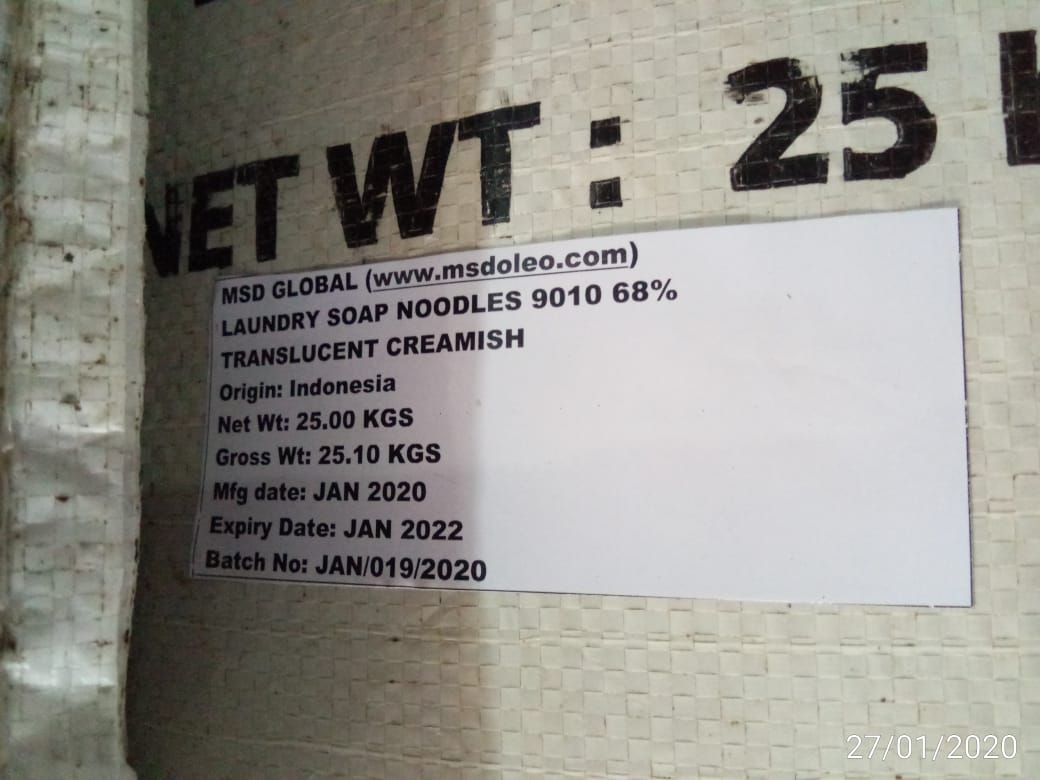 NET WT : 25 K
MSD GLOBAL (www.msdoleo.com)
LAUNDRY SOAP NOODLES 9010 68%
TRANSLUCENT CREAMISH
Origin: Indonesia
Net Wt: 25.00 KGS
Gross Wt: 25.10 KGS
Mfg date: JAN 2020
Expiry Date: JAN 2022
Batch No: JAN/019/2020
27/01/2020